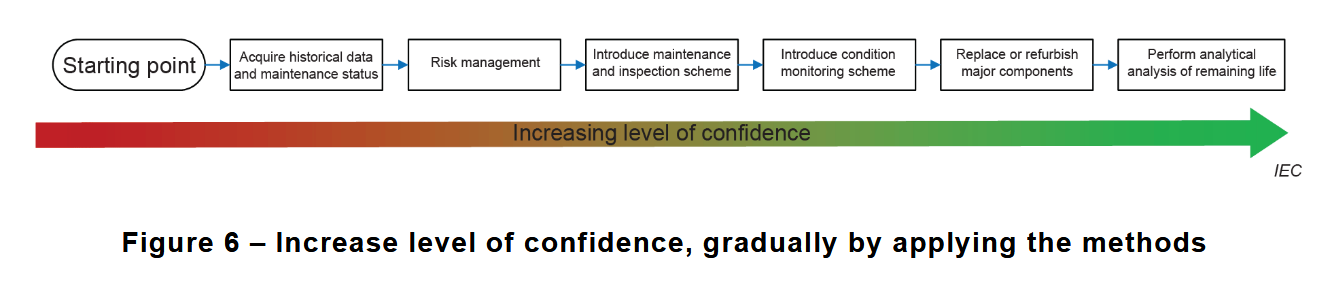 Starting point
Acquire historical data
and maintenance status
Risk management
Introduce maintenance
and inspection scheme
Introduce condition
monitoring scheme
Replace or refurbish
major components
Perform analytical
analysis of remaining life
Increasing level of confidence
IEC
Figure 6 – Increase level of confidence, gradually by applying the methods